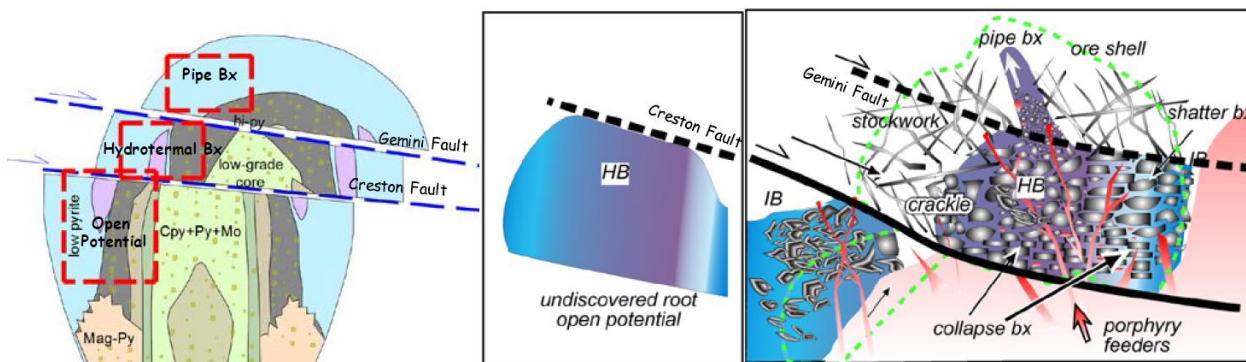 Pipe Bx
hi-py
Gemini Fault
Hydrotermal Bx
low-grade
core
Creston Fault
low pyrite
Open
Potential
Cpy+Py+Mo
Mag-Py
Creston Fault
HB
undiscovered root
open potential
pipe bx
ore shell
Gemini Fault
stockwork
shatter bx
IB
HB
crackle
IB
collapse bx
porphyry
feeders